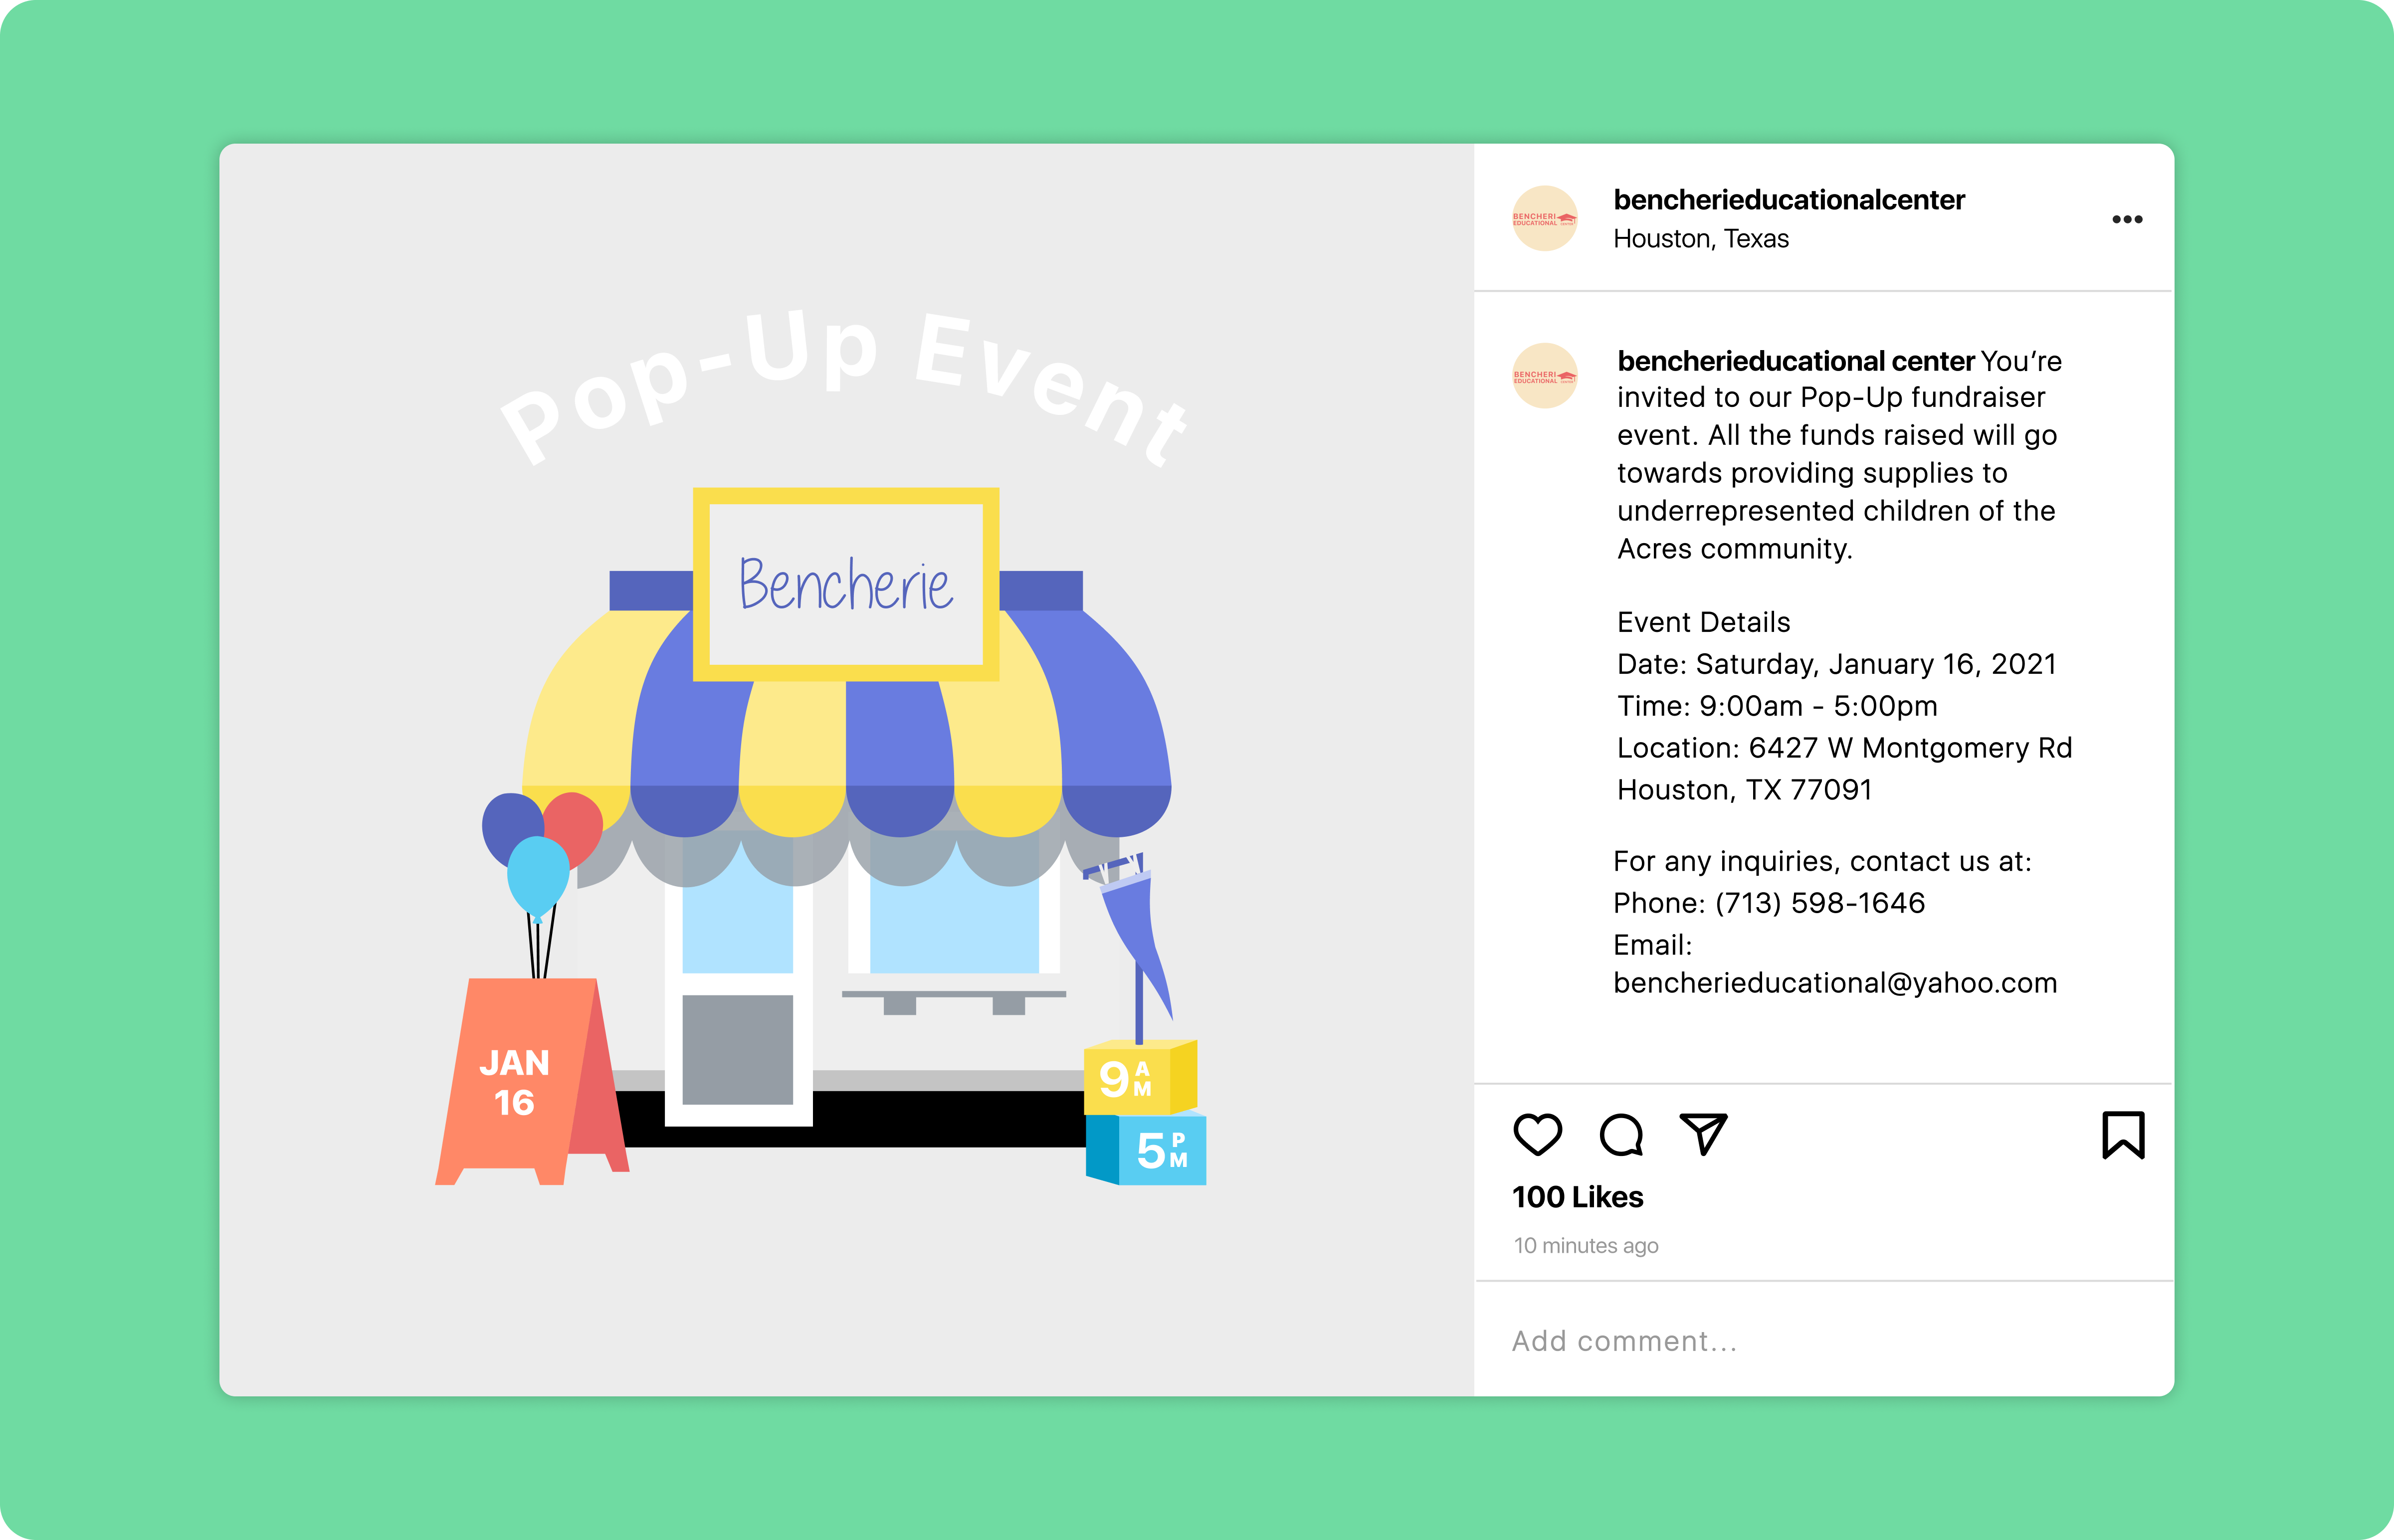 Pop-Up Event
Bencherie
JAN
16
9 AM
5 PM
BENCHERI
EDUCATIONAL CENTER
bencherieducationalcenter
Houston, Texas
BENCHERI
EDUCATIONAL CENTER
bencherieducational center You’re
invited to our Pop-Up fundraiser
event. All the funds raised will go
towards providing supplies to
underrepresented children of the
Acres community.
Event Details
Date: Saturday, January 16, 2021
Time: 9:00am - 5:00pm
Location: 6427 W Montgomery Rd
Houston, TX 77091
For any inquiries, contact us at:
Phone: (713) 598-1646
Email:
bencherieducational@yahoo.com
100 Likes
10 minutes ago
Add comment...